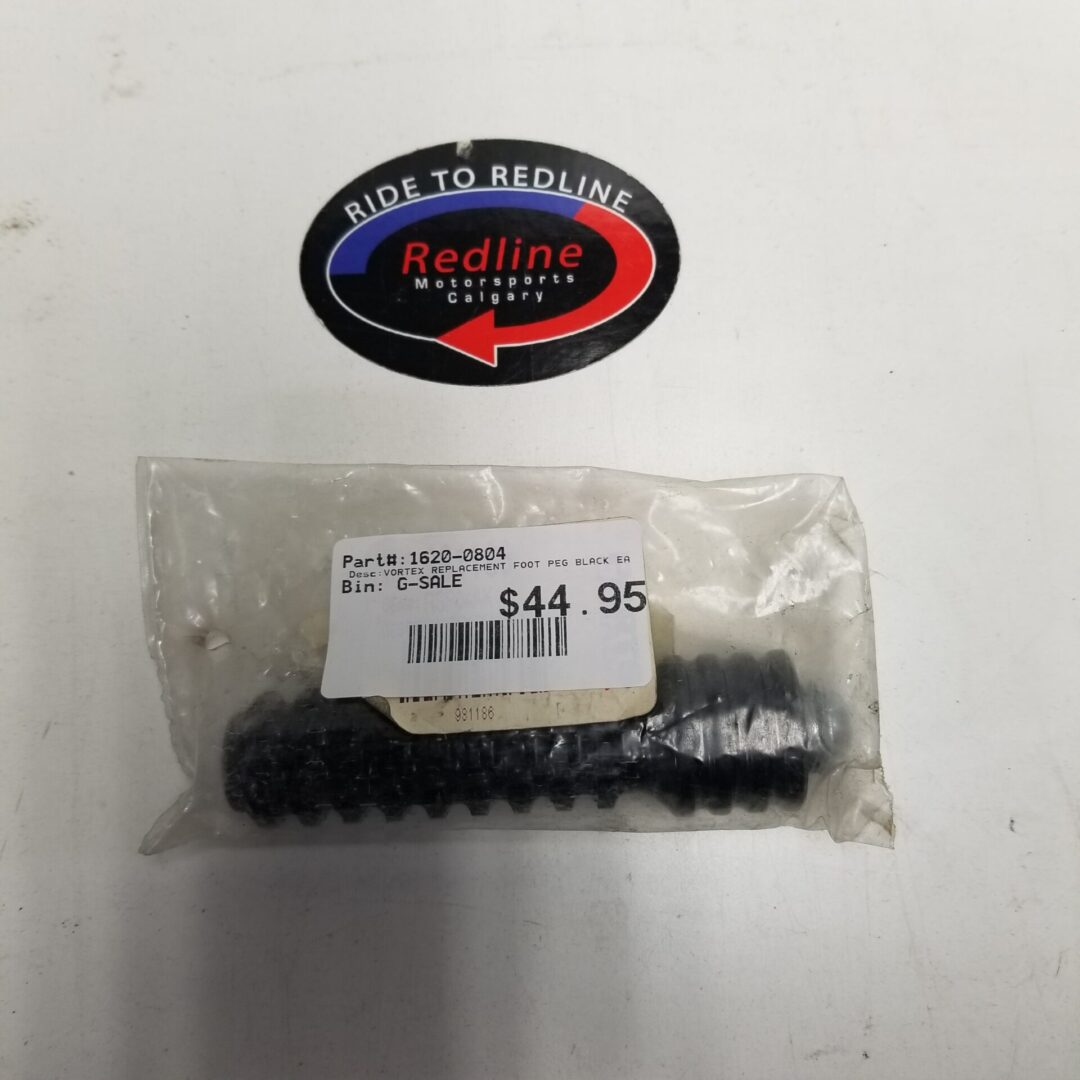 RIDE TO REDLINE
Redline
Motorsports
Calgary
Part#:1620-0804
Desc:VORTEX REPLACEMENT FOOT PEG BLACK EA
Bin: G-SALE
$44.95
981186